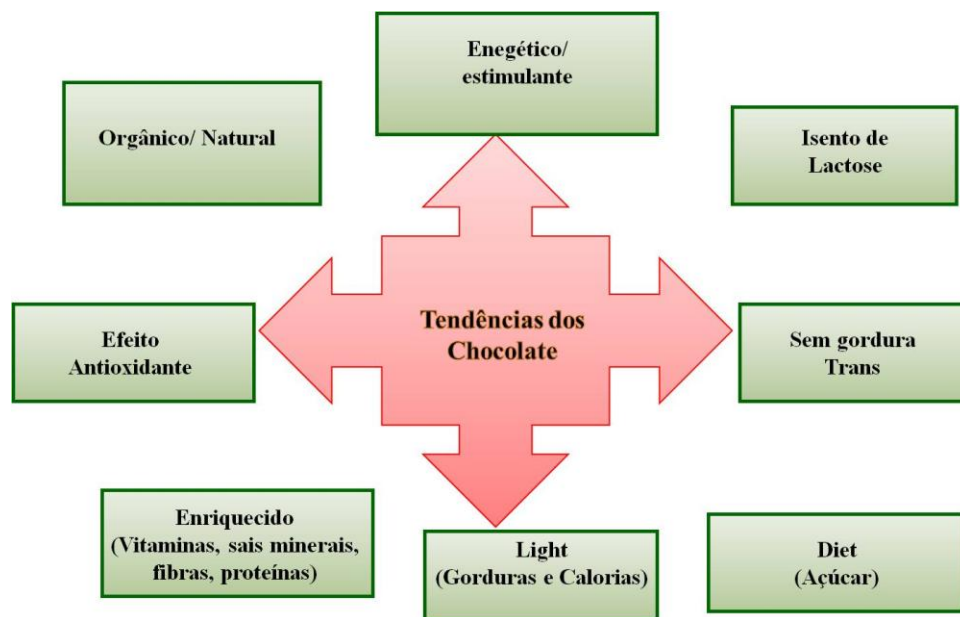 Enegético/
estimulante
Orgânico/ Natural
Isento de
Lactose
Efeito
Antioxidante
Tendências dos
Chocolate
Sem gordura
Trans
Enriquecido
(Vitaminas, sais minerais,
fibras, proteínas)
Light
(Gorduras e Calorias)
Diet
(Açúcar)